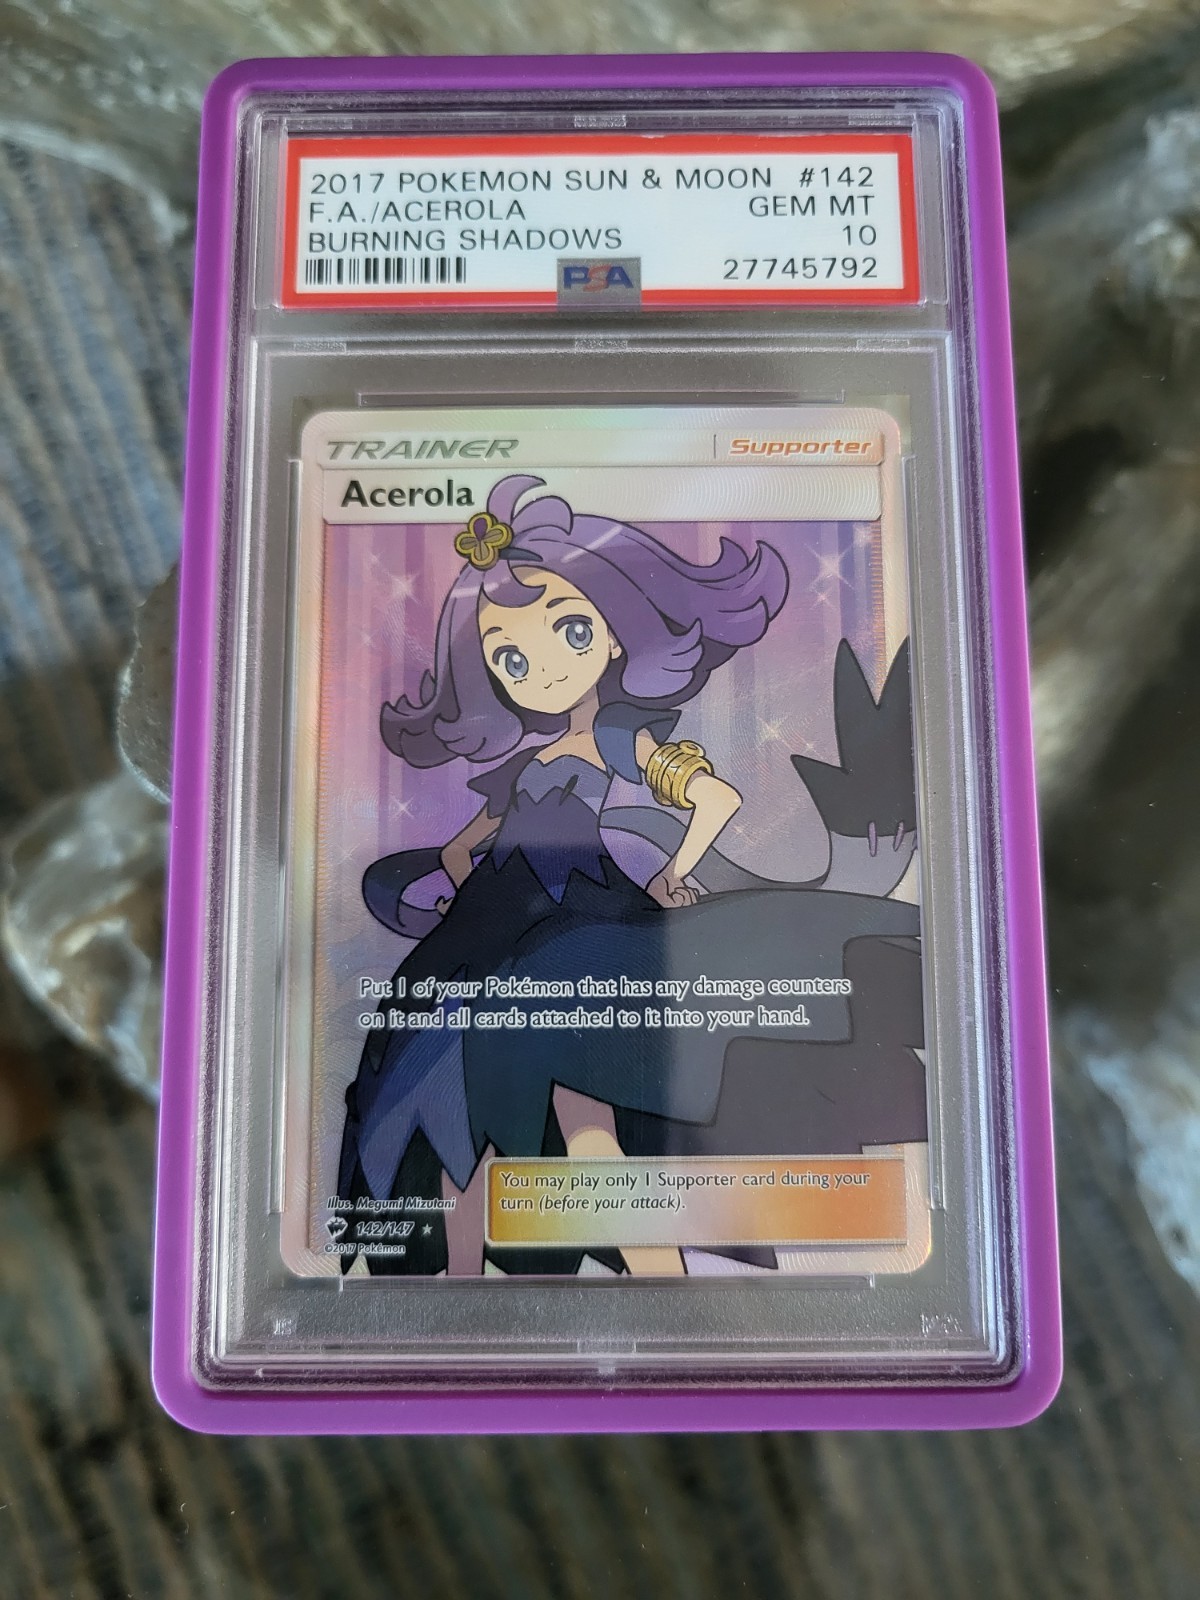 2017 POKEMON SUN & MOON #142
F.A./ACEROLA GEM MT
BURNING SHADOWS 10
27745792
PSA
TRAINER Supporter
Acerola
Put 1 of your Pokémon that has any damage counters
on it and all cards attached to it into your hand.
You may play only 1 Supporter card during your
turn (before your attack).
Illus. Megumi Mizutani
142/147
©2017 Pokémon